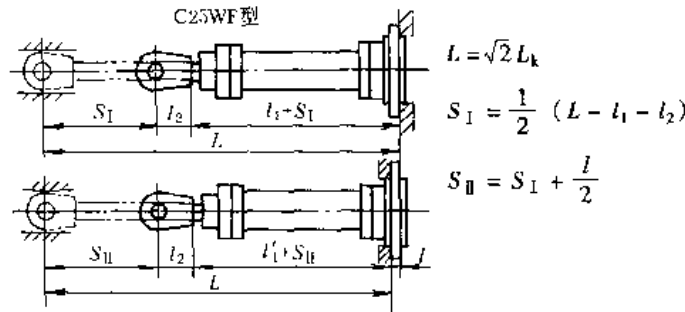 C25WF型
L = √2 L_k
S_Ⅰ l_2 l_1+S_Ⅰ
S_Ⅰ = 1/2 (L - l_1 - l_2)
L
S_Ⅱ = S_Ⅰ + l/2
S_Ⅱ l_2 l_1'+S_Ⅱ l
L